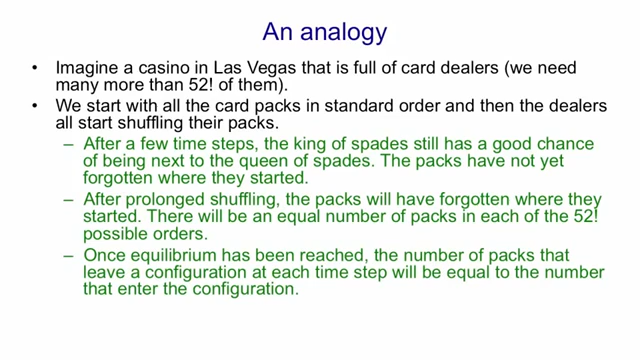 An analogy
• Imagine a casino in Las Vegas that is full of card dealers (we need
many more than 52! of them).
• We start with all the card packs in standard order and then the dealers
all start shuffling their packs.
– After a few time steps, the king of spades still has a good chance
of being next to the queen of spades. The packs have not yet
forgotten where they started.
– After prolonged shuffling, the packs will have forgotten where they
started. There will be an equal number of packs in each of the 52!
possible orders.
– Once equilibrium has been reached, the number of packs that
leave a configuration at each time step will be equal to the number
that enter the configuration.